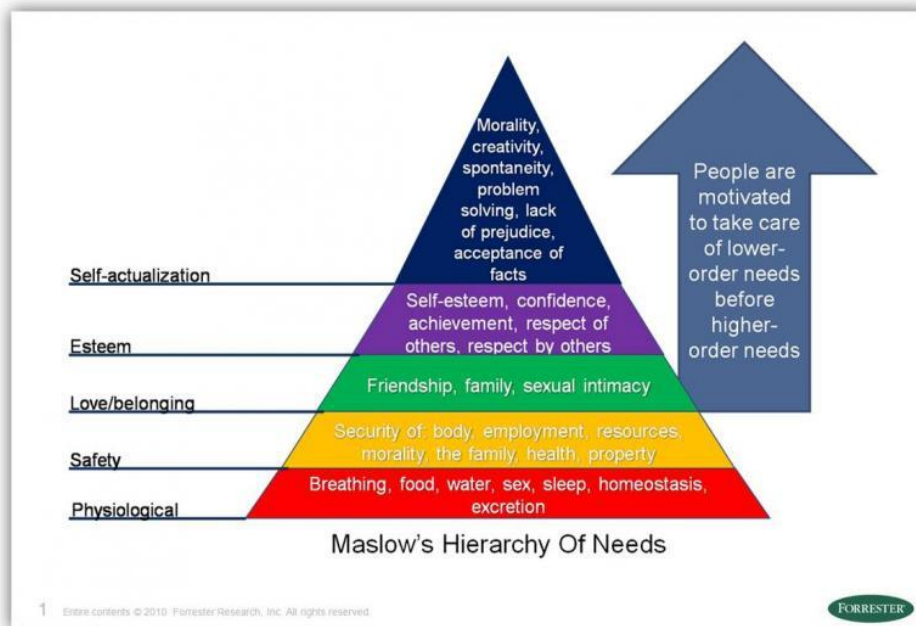 Morality,
creativity,
spontaneity,
problem
solving, lack
of prejudice,
acceptance of
facts
Self-actualization
Self-esteem, confidence,
achievement, respect of
others, respect by others
Esteem
Friendship, family, sexual intimacy
Love/belonging
Security of: body, employment, resources,
morality, the family, health, property
Safety
Breathing, food, water, sex, sleep, homeostasis,
excretion
Physiological
People are
motivated
to take care
of lower-
order needs
before
higher-
order needs
Maslow's Hierarchy Of Needs
1 Entire contents © 2010 Forrester Research, Inc. All rights reserved.
FORRESTER